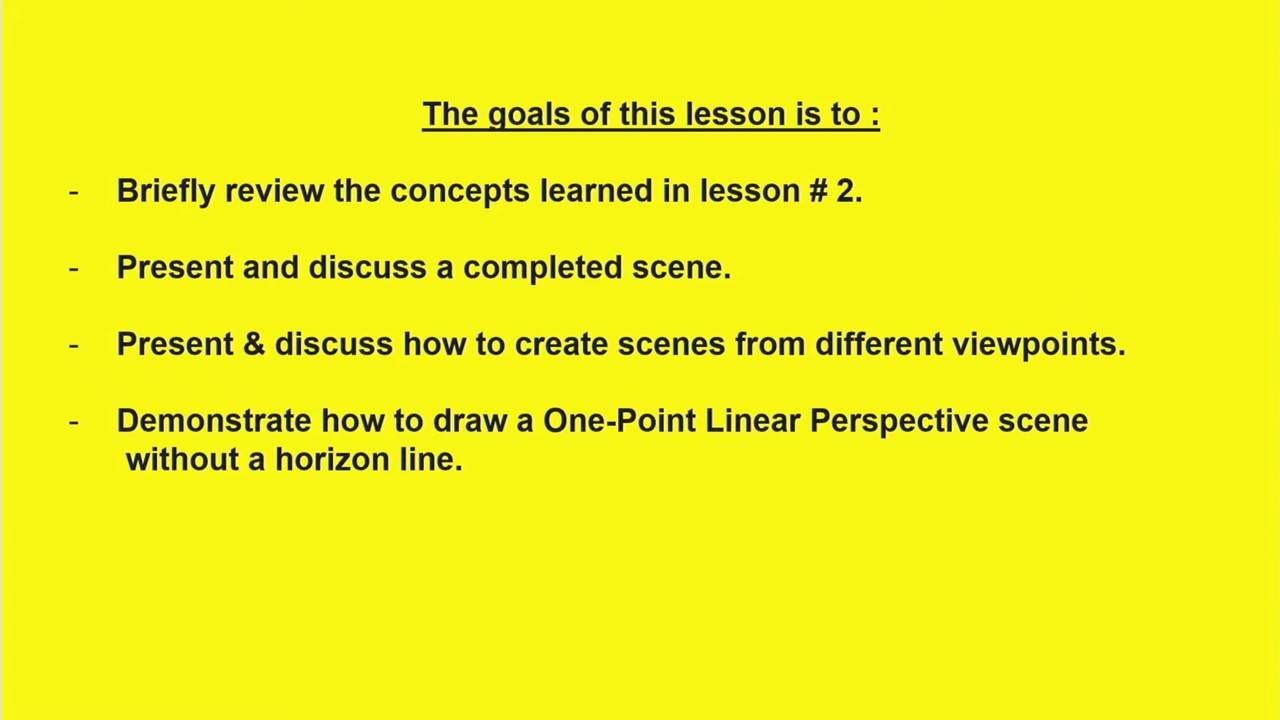 The goals of this lesson is to :
- Briefly review the concepts learned in lesson # 2.
- Present and discuss a completed scene.
- Present & discuss how to create scenes from different viewpoints.
- Demonstrate how to draw a One-Point Linear Perspective scene
without a horizon line.